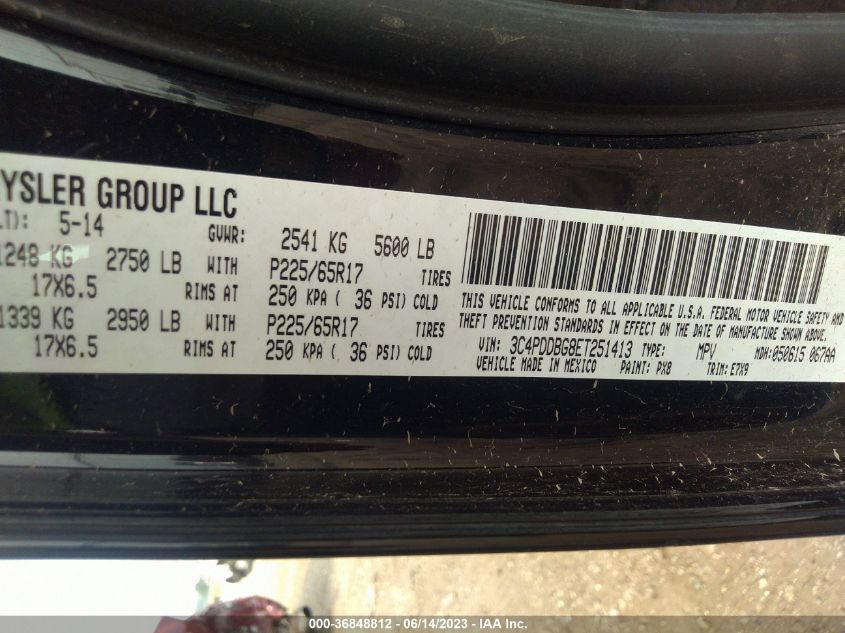 YSLER GROUP LLC
LT): 5-14
GVWR: 2541 KG 5600 LB
1248 KG 2750 LB WITH P225/65R17 TIRES
17X6.5 RIMS AT 250 KPA ( 36 PSI) COLD
1339 KG 2950 LB WITH P225/65R17 TIRES
17X6.5 RIMS AT 250 KPA ( 36 PSI) COLD
THIS VEHICLE CONFORMS TO ALL APPLICABLE U.S.A. FEDERAL MOTOR VEHICLE SAFETY AND
THEFT PREVENTION STANDARDS IN EFFECT ON THE DATE OF MANUFACTURE SHOWN ABOVE.
VIN: 3C4PDDBG8ET251413 TYPE: MPV MDH: 050615 067AA
VEHICLE MADE IN MEXICO PAINT: PX8 TRIM: E7X9
000-36848812 - 06/14/2023 - IAA Inc.